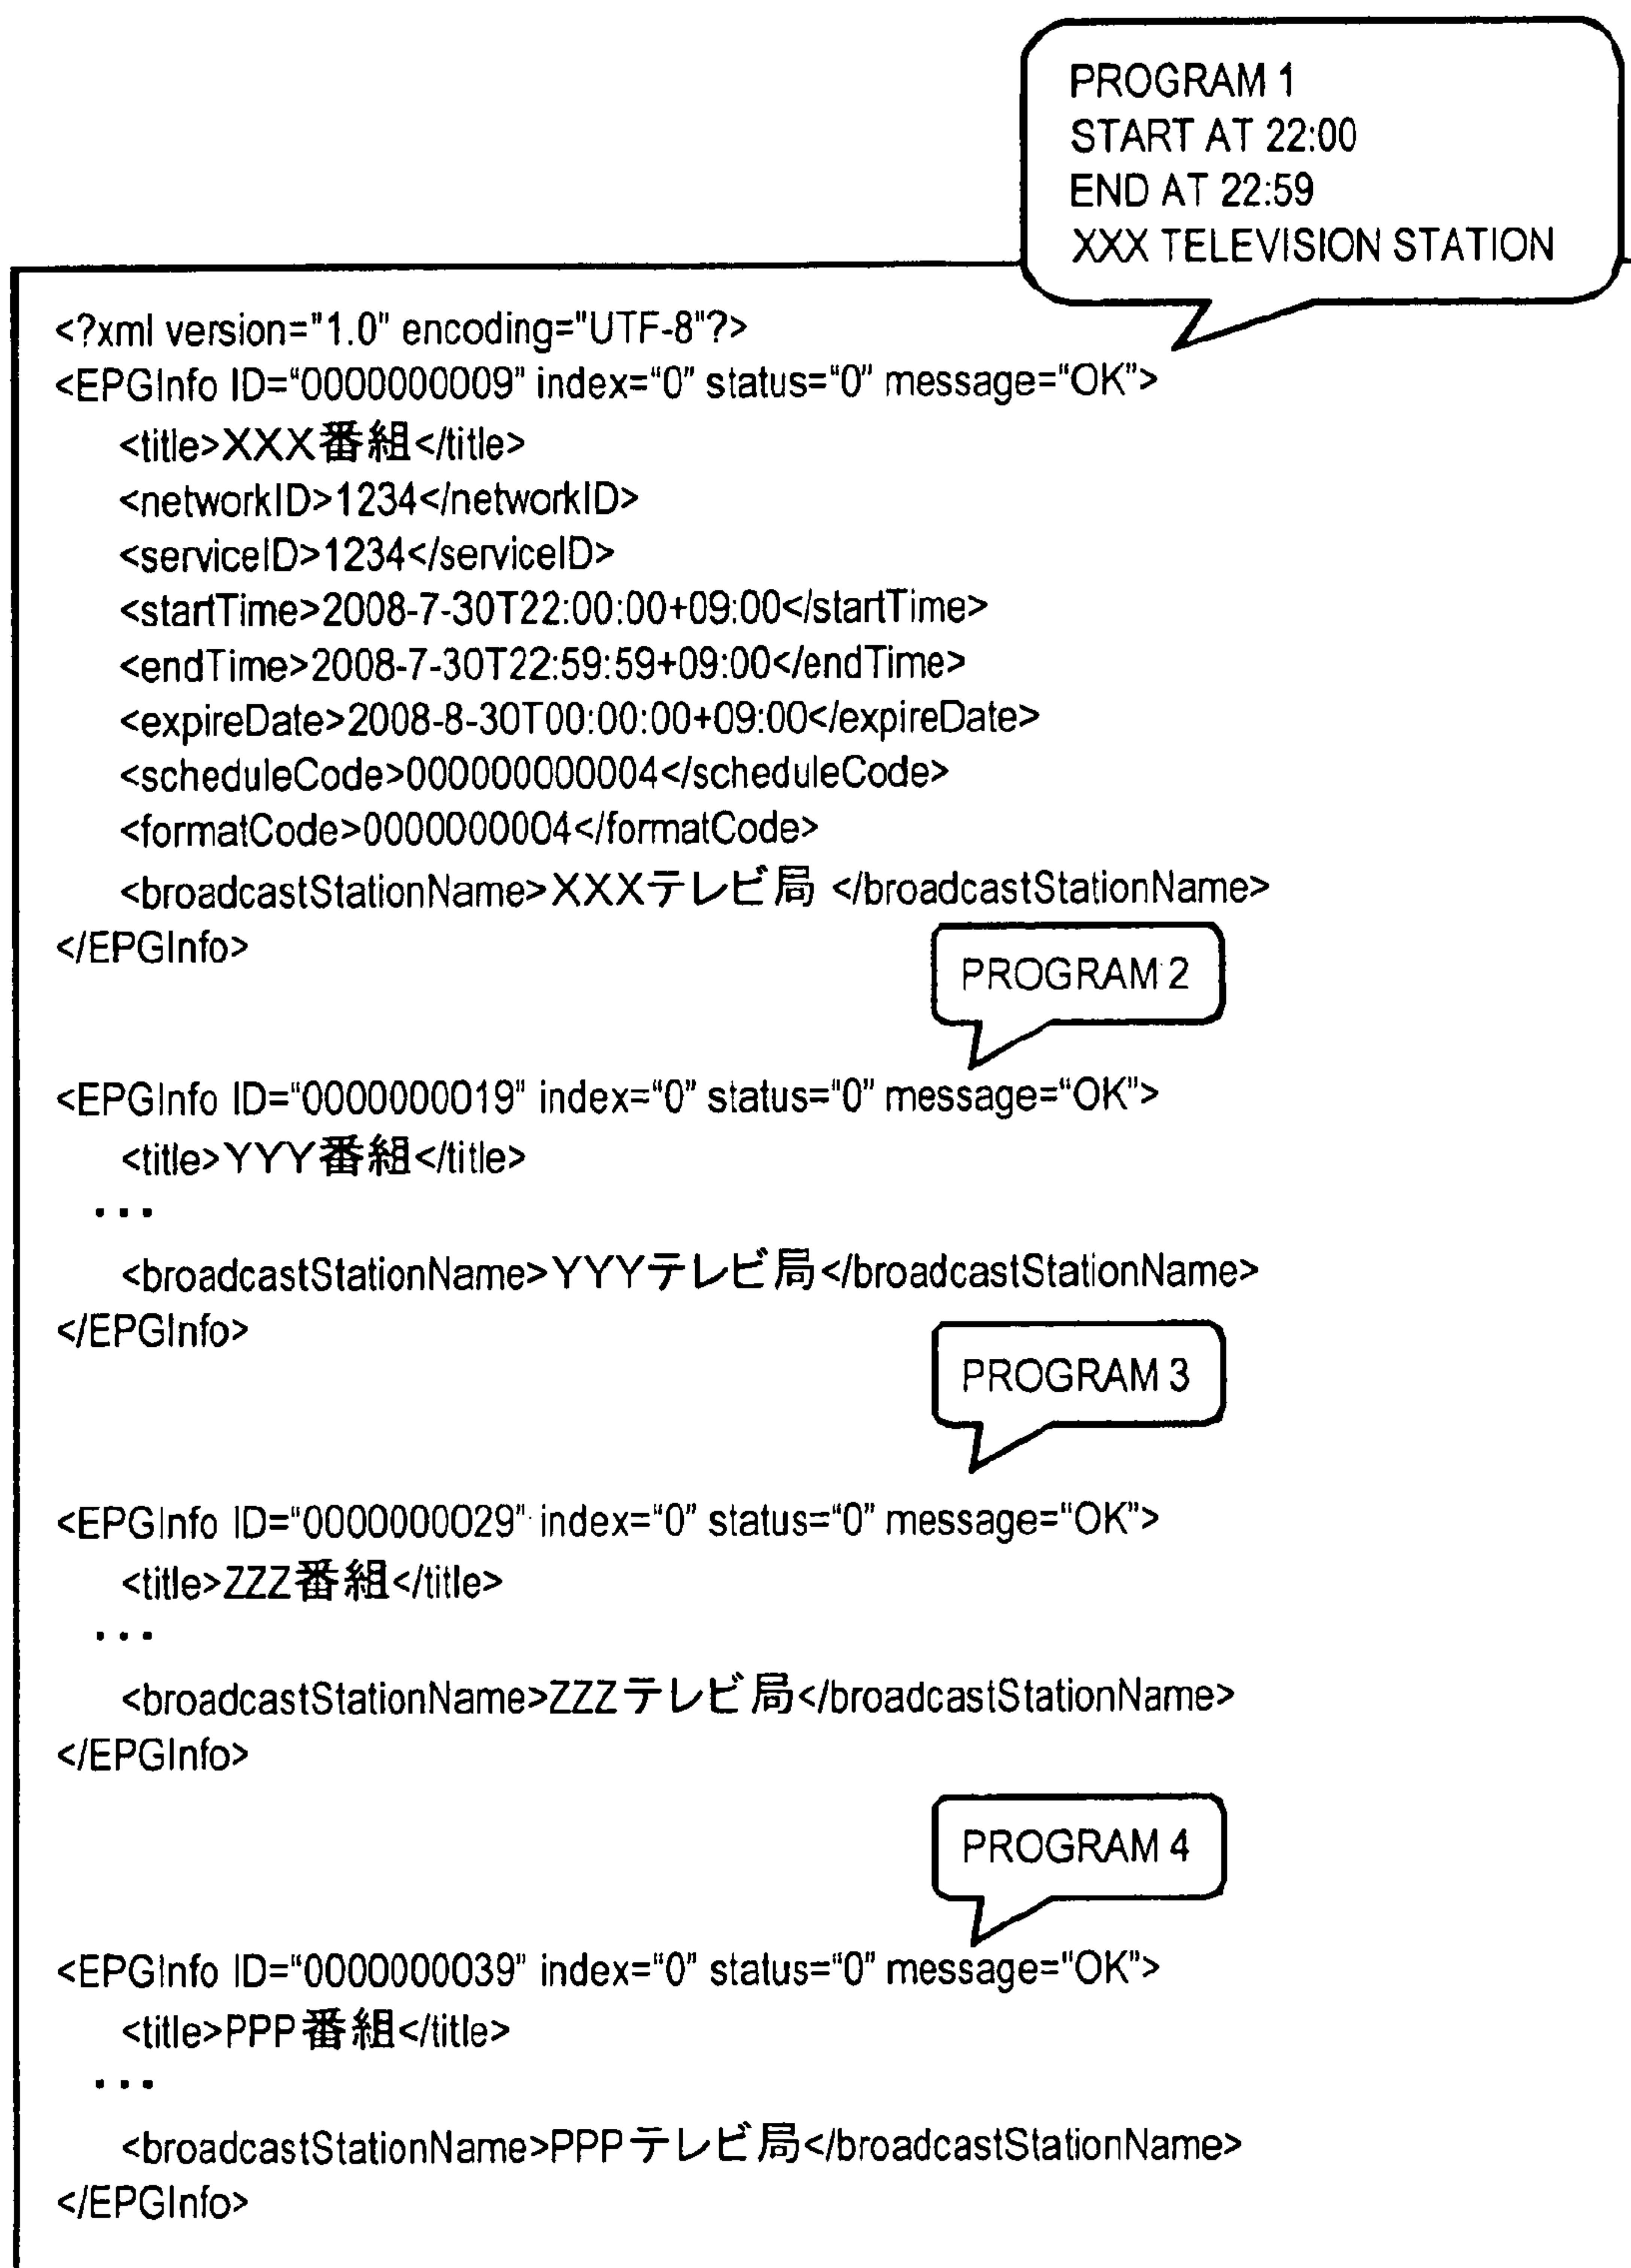 PROGRAM 1
START AT 22:00
END AT 22:59
XXX TELEVISION STATION
<?xml version="1.0" encoding="UTF-8"?>
<EPGInfo ID="0000000009" index="0" status="0" message="OK">
<title>XXX番組</title>
<networkID>1234</networkID>
<serviceID>1234</serviceID>
<startTime>2008-7-30T22:00:00+09:00</startTime>
<endTime>2008-7-30T22:59:59+09:00</endTime>
<expireDate>2008-8-30T00:00:00+09:00</expireDate>
<scheduleCode>000000000004</scheduleCode>
<formatCode>0000000004</formatCode>
<broadcastStationName>XXXテレビ局 </broadcastStationName>
</EPGInfo>
PROGRAM 2
<EPGInfo ID="0000000019" index="0" status="0" message="OK">
<title>YYY番組</title>
...
<broadcastStationName>YYYテレビ局</broadcastStationName>
</EPGInfo>
PROGRAM 3
<EPGInfo ID="0000000029" index="0" status="0" message="OK">
<title>ZZZ番組</title>
...
<broadcastStationName>ZZZテレビ局</broadcastStationName>
</EPGInfo>
PROGRAM 4
<EPGInfo ID="0000000039" index="0" status="0" message="OK">
<title>PPP番組</title>
...
<broadcastStationName>PPPテレビ局</broadcastStationName>
</EPGInfo>